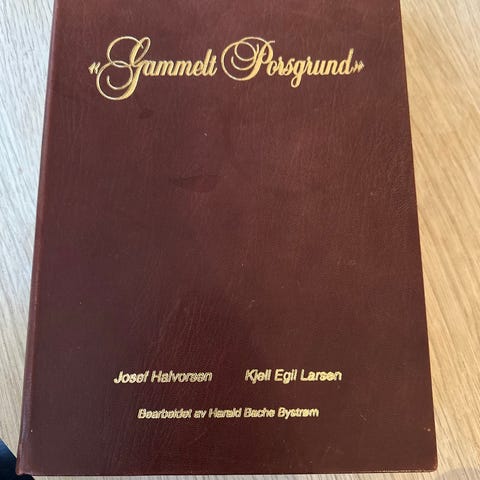 «Gammelt Porsgrund»
Josef Halvorsen Kjell Egil Larsen
Bearbeidet av Harald Bache Bystrøm